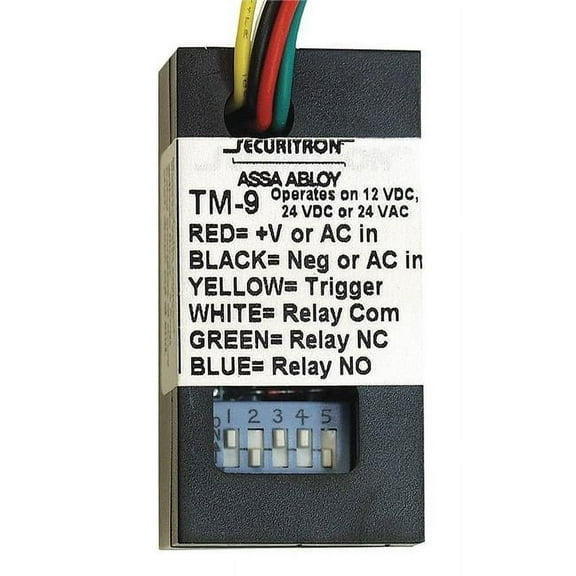 SECURITRON
ASSA ABLOY
TM-9 Operates on 12 VDC,
24 VDC or 24 VAC
RED= +V or AC in
BLACK= Neg or AC in
YELLOW= Trigger
WHITE= Relay Com
GREEN= Relay NC
BLUE= Relay NO
1 2 3 4 5